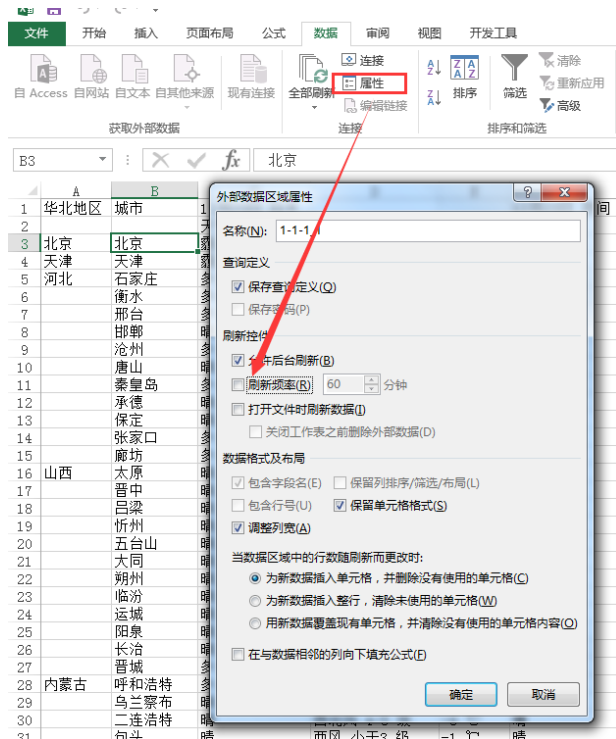 文件 开始 插入 页面布局 公式 数据 审阅 视图 开发工具
连接 清除
属性 重新应用
自 Access 自网站 自文本 自其他来源 现有连接 全部刷新 编辑链接 排序 筛选 高级
获取外部数据 连接 排序和筛选
B3 fx 北京
A B
1 华北地区 城市 1 间
2
3 北京 北京
4 天津 天津
5 河北 石家庄
6 衡水
7 邢台
8 邯郸
9 沧州
10 唐山
11 秦皇岛
12 承德
13 保定
14 张家口
15 廊坊
16 山西 太原
17 晋中
18 吕梁
19 忻州
20 五台山
21 大同
22 朔州
23 临汾
24 运城
25 阳泉
26 长治
27 晋城
28 内蒙古 呼和浩特
29 乌兰察布
30 二连浩特 晴
31 包头 晴 西风 小于3 级 -1 ℃ 晴
外部数据区域属性
名称(N): 1-1-1_1
查询定义
保存查询定义(Q)
保存密码(P)
刷新控件
允许后台刷新(B)
刷新频率(R) 60 分钟
打开文件时刷新数据(I)
关闭工作表之前删除外部数据(D)
数据格式及布局
包含字段名(E) 保留列排序/筛选/布局(L)
包含行号(U) 保留单元格格式(S)
调整列宽(A)
当数据区域中的行数随刷新而更改时:
为新数据插入单元格，并删除没有使用的单元格(C)
为新数据插入整行，清除未使用的单元格(W)
用新数据覆盖现有单元格，并清除没有使用的单元格内容(O)
在与数据相邻的列向下填充公式(F)
确定 取消